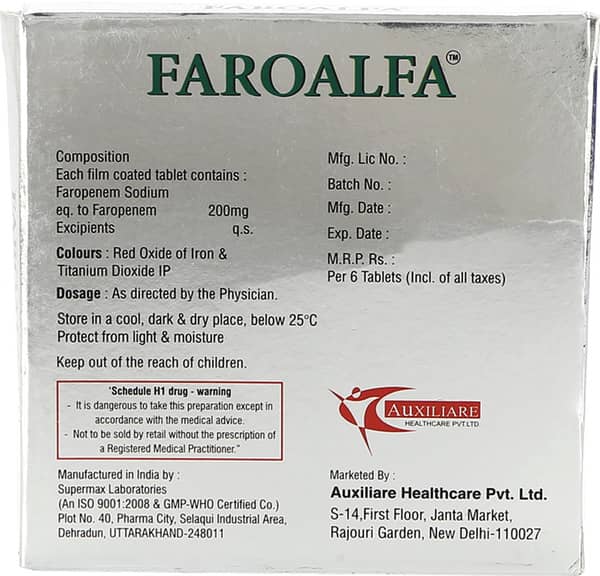 FAROALFA™
Composition
Each film coated tablet contains :
Faropenem Sodium
eq. to Faropenem 200mg
Excipients q.s.
Colours : Red Oxide of Iron &
Titanium Dioxide IP
Dosage : As directed by the Physician.
Store in a cool, dark & dry place, below 25°C
Protect from light & moisture
Keep out of the reach of children.
Mfg. Lic No. :
Batch No. :
Mfg. Date :
Exp. Date :
M.R.P. Rs. :
Per 6 Tablets (Incl. of all taxes)
"Schedule H1 drug - warning
- It is dangerous to take this preparation except in
accordance with the medical advice.
- Not to be sold by retail without the prescription of
a Registered Medical Practitioner."
Manufactured in India by :
Supermax Laboratories
(An ISO 9001:2008 & GMP-WHO Certified Co.)
Plot No. 40, Pharma City, Selaqui Industrial Area,
Dehradun, UTTARAKHAND-248011
AUXILIARE
HEALTHCARE PVT.LTD
Marketed By :
Auxiliare Healthcare Pvt. Ltd.
S-14,First Floor, Janta Market,
Rajouri Garden, New Delhi-110027